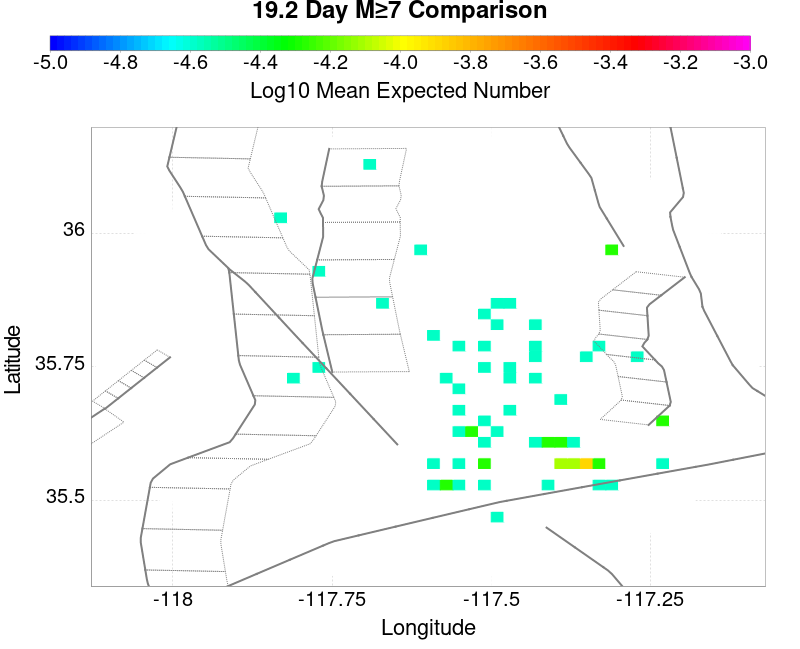 19.2 Day M≥7 Comparison
-5.0 -4.8 -4.6 -4.4 -4.2 -4.0 -3.8 -3.6 -3.4 -3.2 -3.0
Log10 Mean Expected Number
36
35.75
35.5
Latitude
-118 -117.75 -117.5 -117.25
Longitude